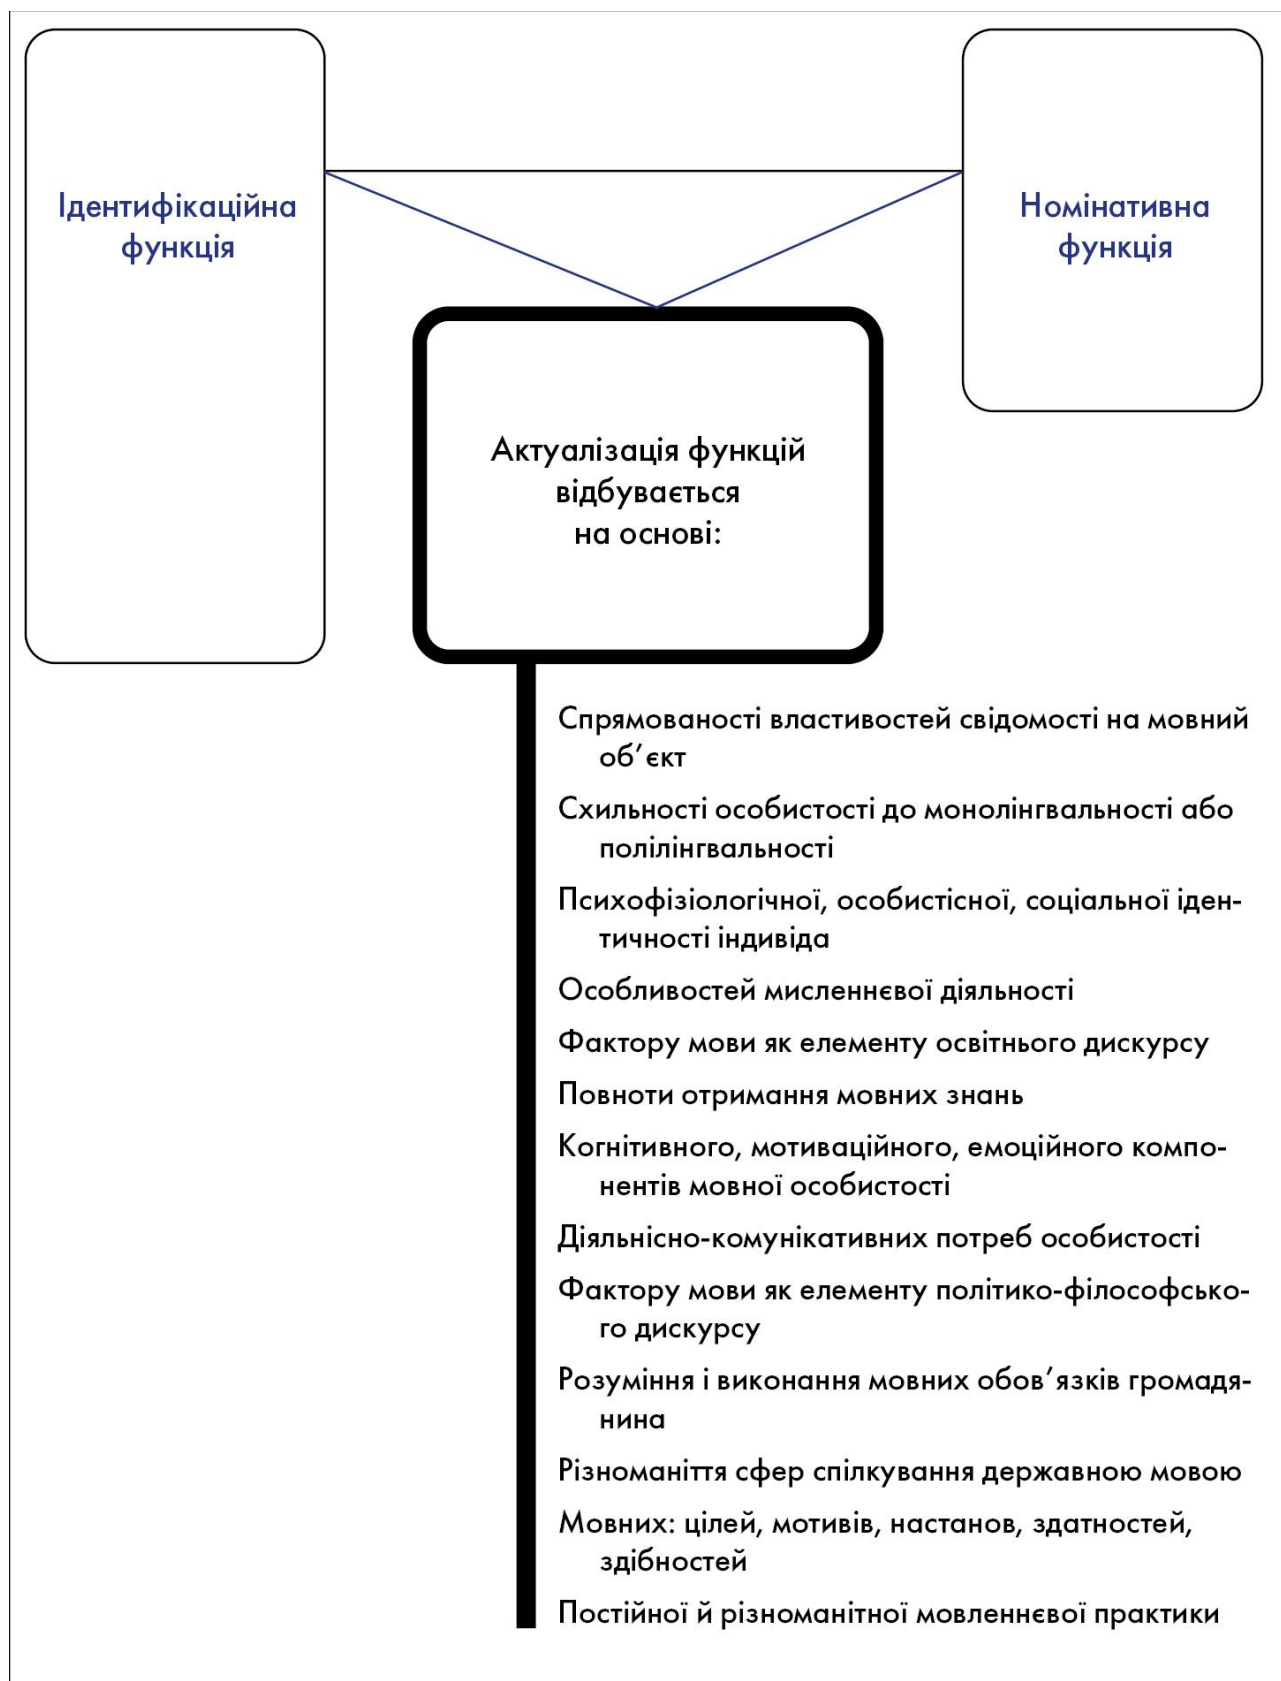 Ідентифікаційна
функція
Номінативна
функція
Актуалізація функцій
відбувається
на основі:
Спрямованості властивостей свідомості на мовний
об’єкт
Схильності особистості до монолінгвальності або
полілінгвальності
Психофізіологічної, особистісної, соціальної іден-
тичності індивіда
Особливостей мисленнєвої діяльності
Фактору мови як елементу освітнього дискурсу
Повноти отримання мовних знань
Когнітивного, мотиваційного, емоційного компо-
нентів мовної особистості
Діяльнісно-комунікативних потреб особистості
Фактору мови як елементу політико-філософсько-
го дискурсу
Розуміння і виконання мовних обов’язків громадя-
нина
Різноманіття сфер спілкування державною мовою
Мовних: цілей, мотивів, настанов, здатностей,
здібностей
Постійної й різноманітної мовленнєвої практики